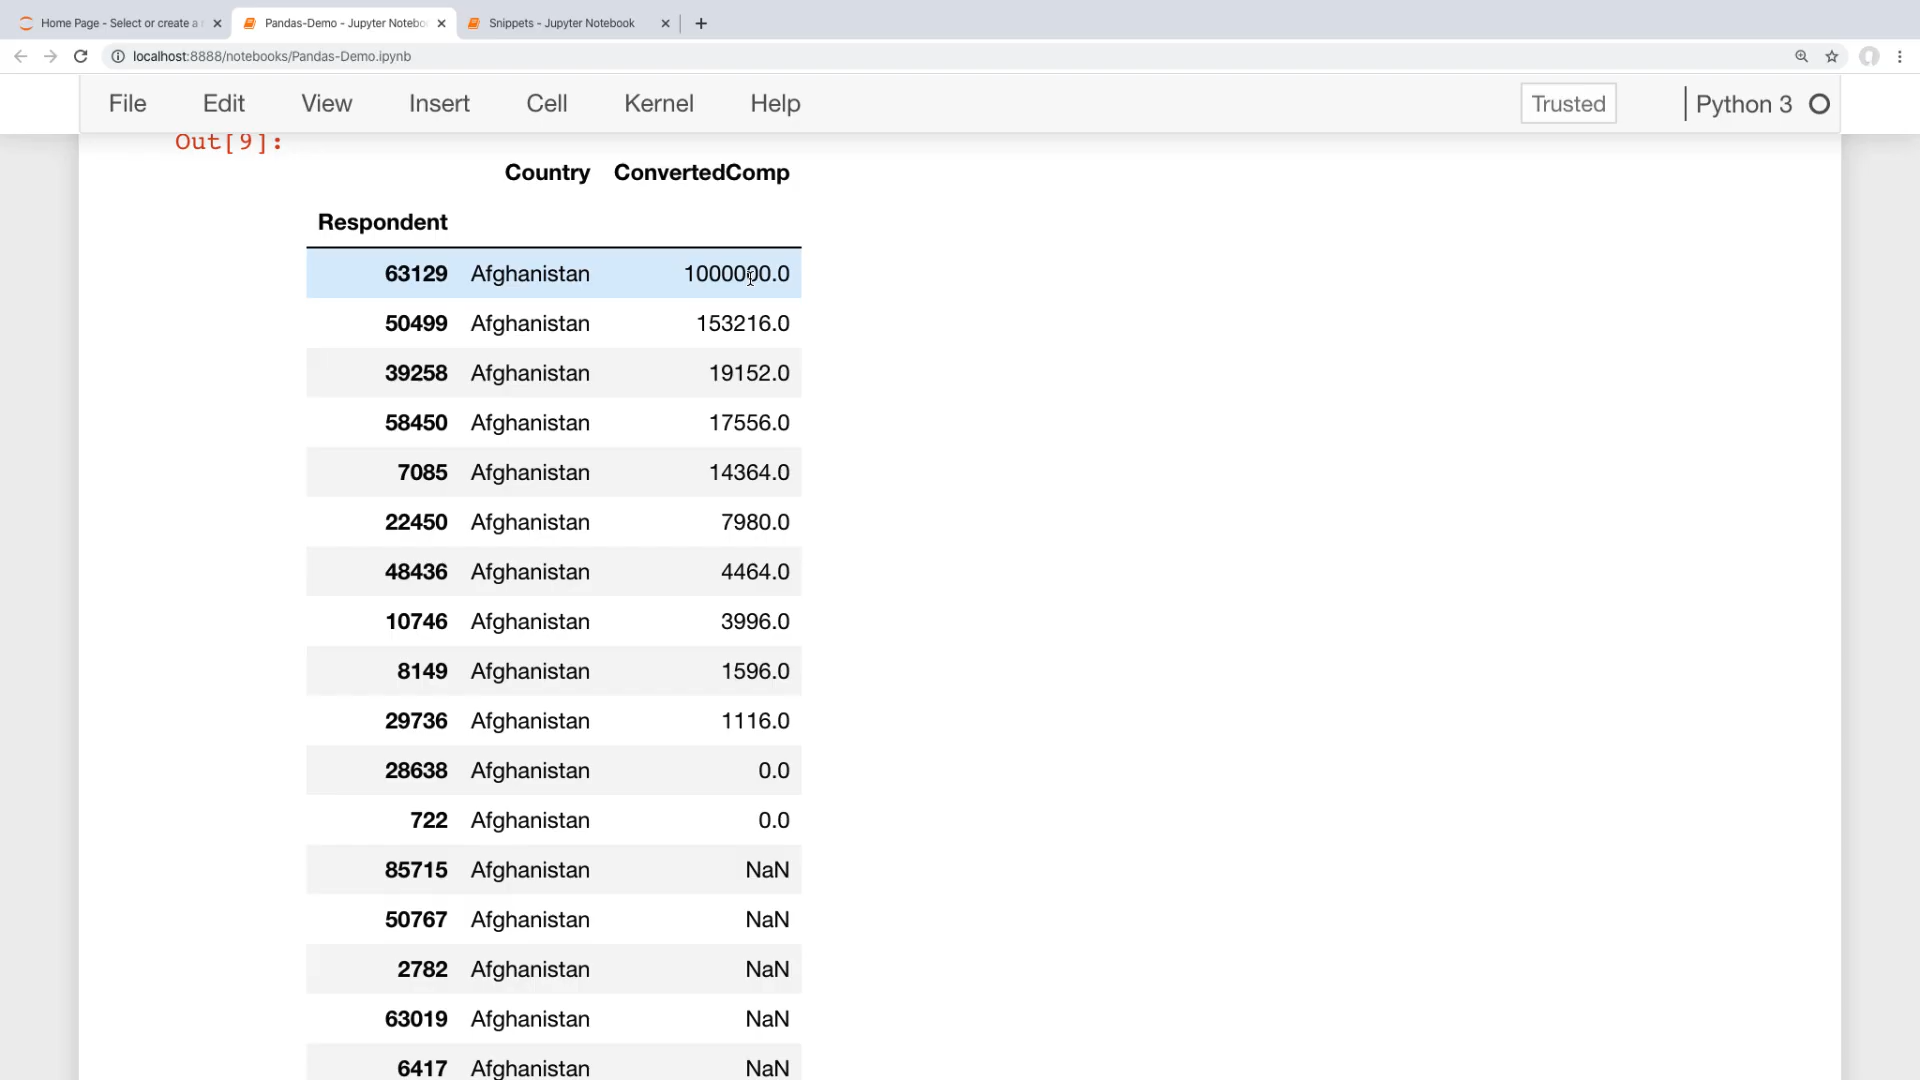 Home Page - Select or create a
Pandas-Demo - Jupyter Notebo
Snippets - Jupyter Notebook
localhost:8888/notebooks/Pandas-Demo.ipynb
File Edit View Insert Cell Kernel Help Trusted Python 3
Out[9]:
Country ConvertedComp
Respondent
63129 Afghanistan 1000000.0
50499 Afghanistan 153216.0
39258 Afghanistan 19152.0
58450 Afghanistan 17556.0
7085 Afghanistan 14364.0
22450 Afghanistan 7980.0
48436 Afghanistan 4464.0
10746 Afghanistan 3996.0
8149 Afghanistan 1596.0
29736 Afghanistan 1116.0
28638 Afghanistan 0.0
722 Afghanistan 0.0
85715 Afghanistan NaN
50767 Afghanistan NaN
2782 Afghanistan NaN
63019 Afghanistan NaN
6417 Afghanistan NaN